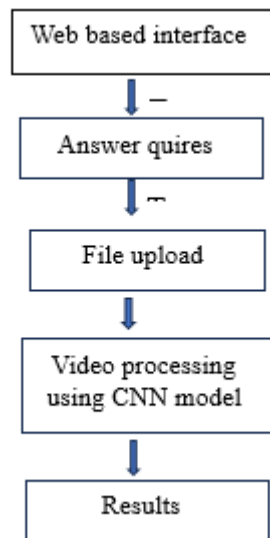 Web based interface
Answer quires
File upload
Video processing
using CNN model
Results